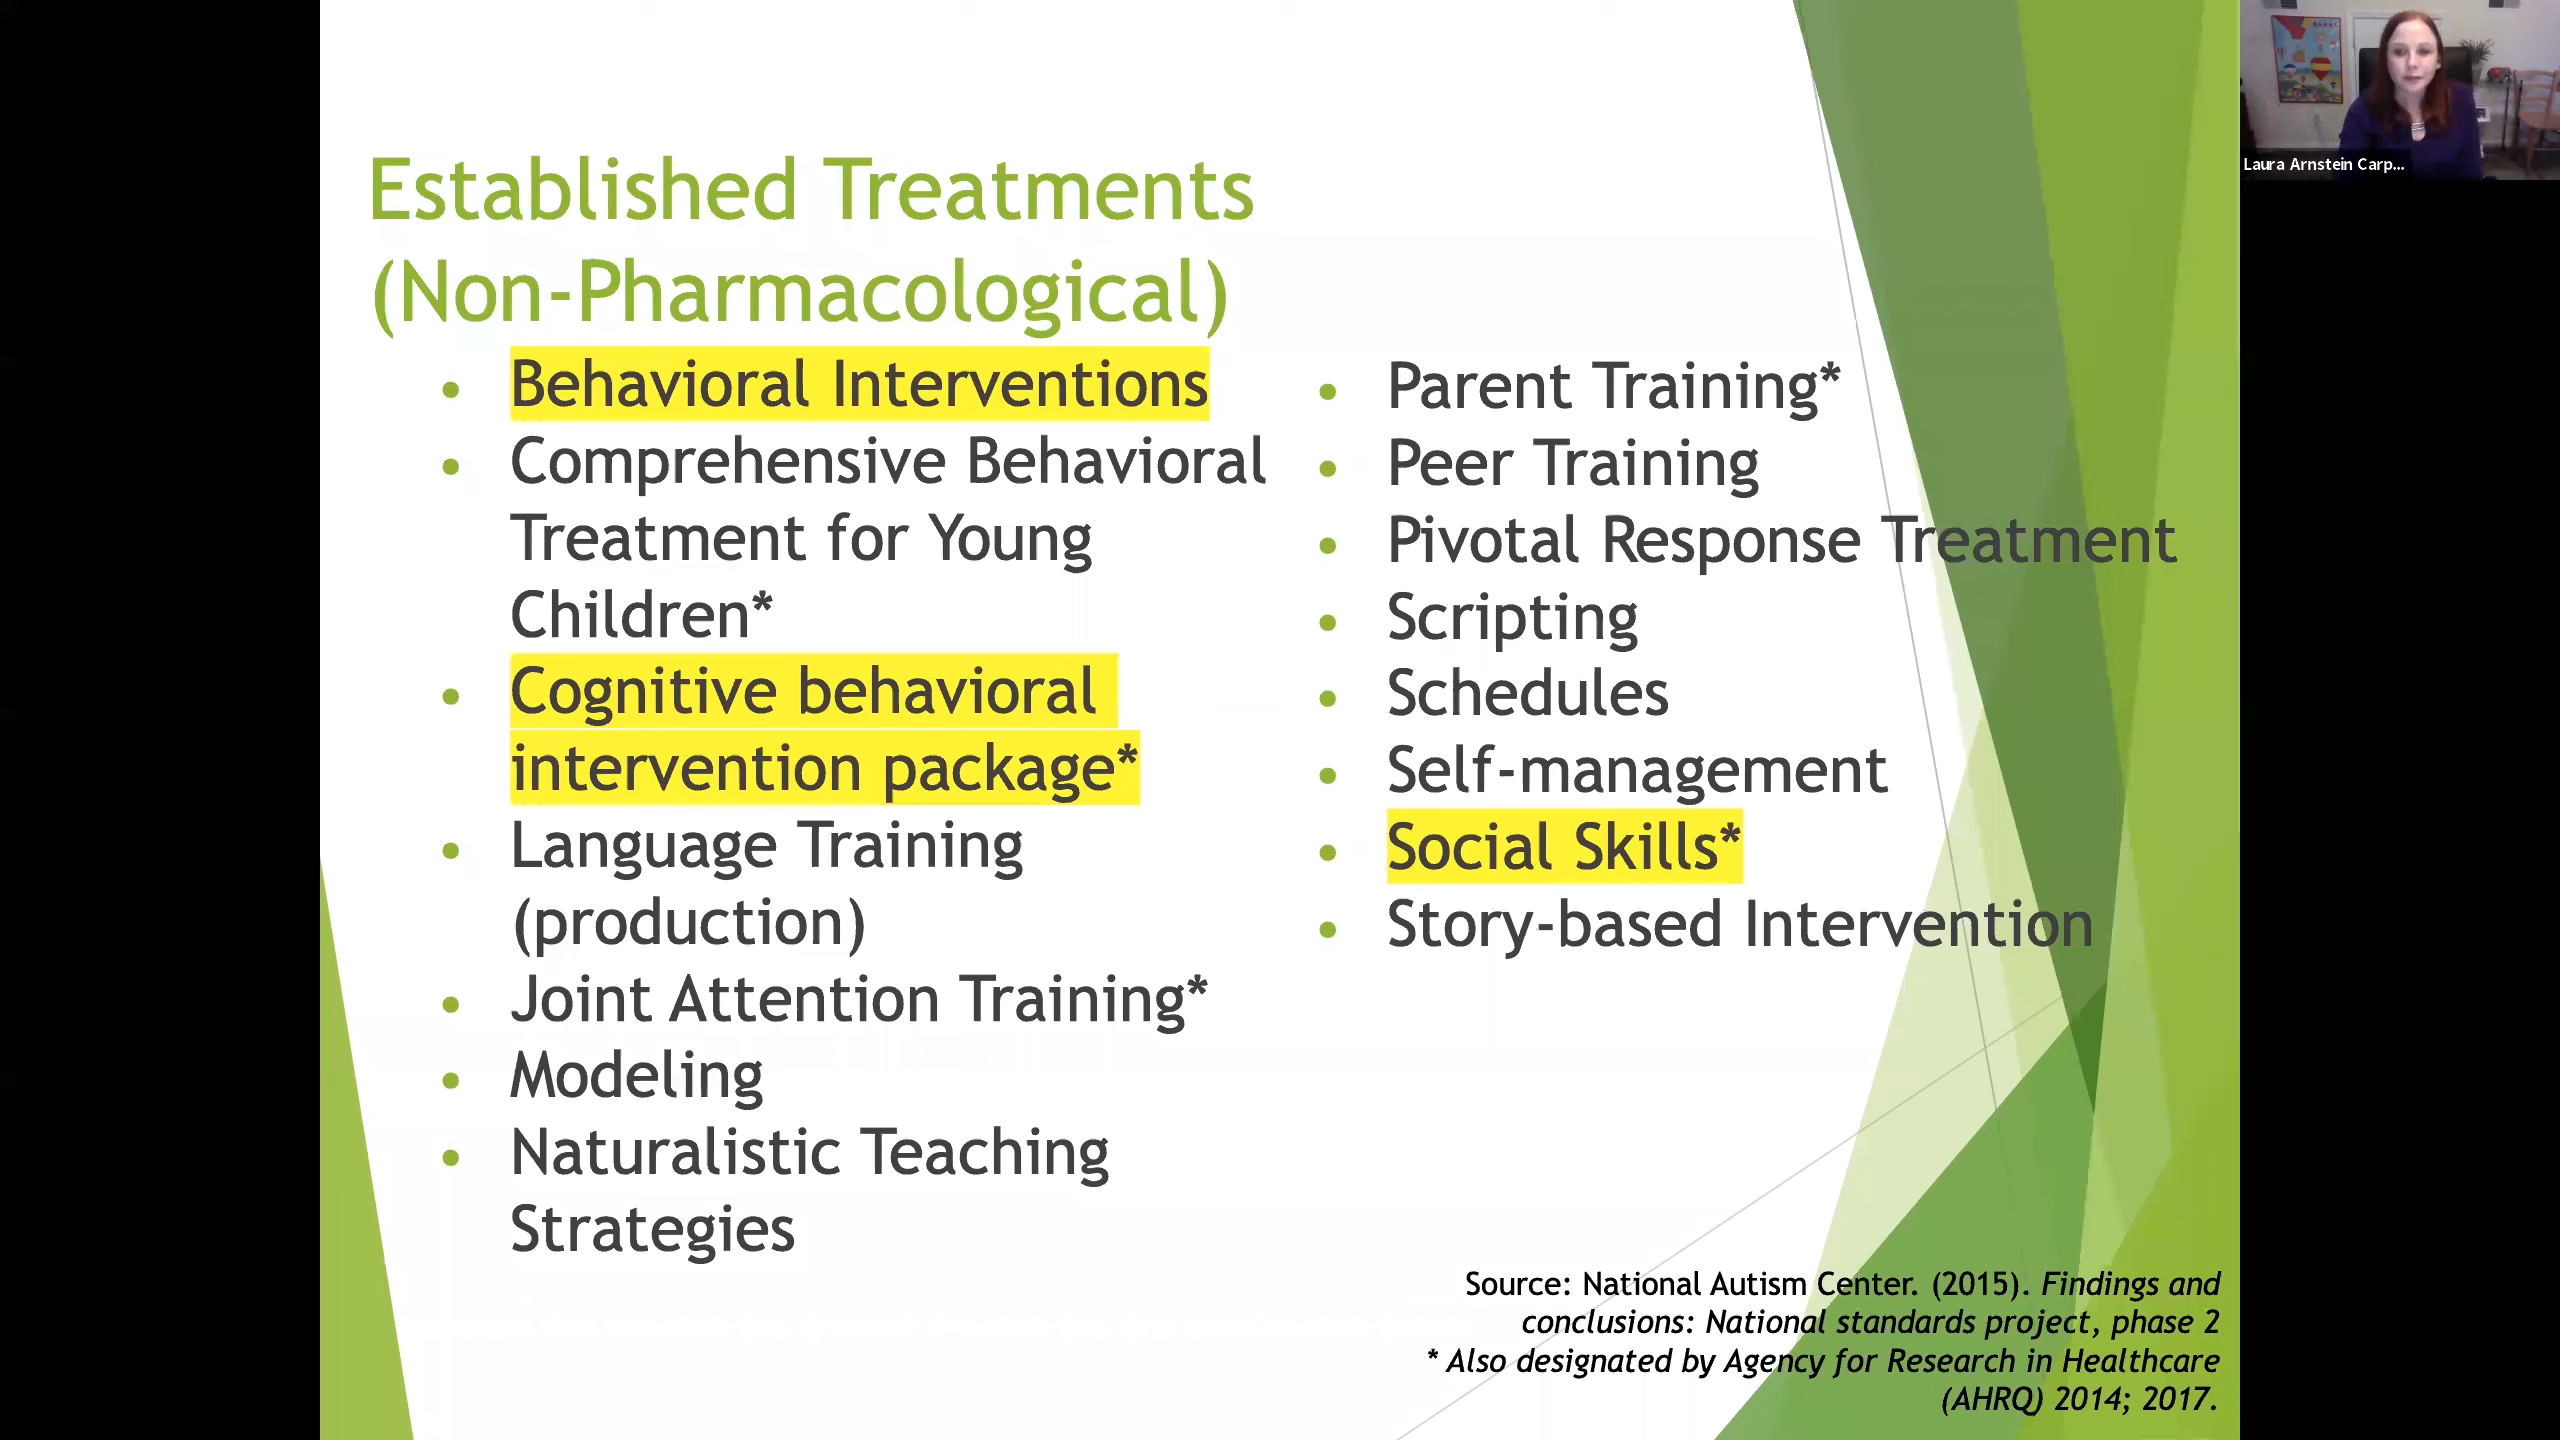 Established Treatments
(Non-Pharmacological)
• Behavioral Interventions
• Comprehensive Behavioral
Treatment for Young
Children*
• Cognitive behavioral
intervention package*
• Language Training
(production)
• Joint Attention Training*
• Modeling
• Naturalistic Teaching
Strategies
• Parent Training*
• Peer Training
• Pivotal Response Treatment
• Scripting
• Schedules
• Self-management
• Social Skills*
• Story-based Intervention
Source: National Autism Center. (2015). Findings and
conclusions: National standards project, phase 2
* Also designated by Agency for Research in Healthcare
(AHRQ) 2014; 2017.
Laura Arnstein Carp...